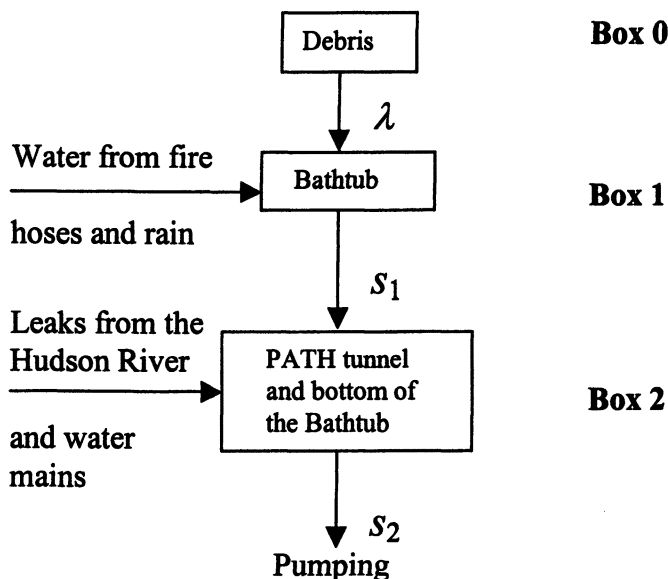 Debris
Box 0
λ
Water from fire
Bathtub
Box 1
hoses and rain
s1
Leaks from the
Hudson River
PATH tunnel
and bottom of
the Bathtub
Box 2
and water
mains
s2
Pumping